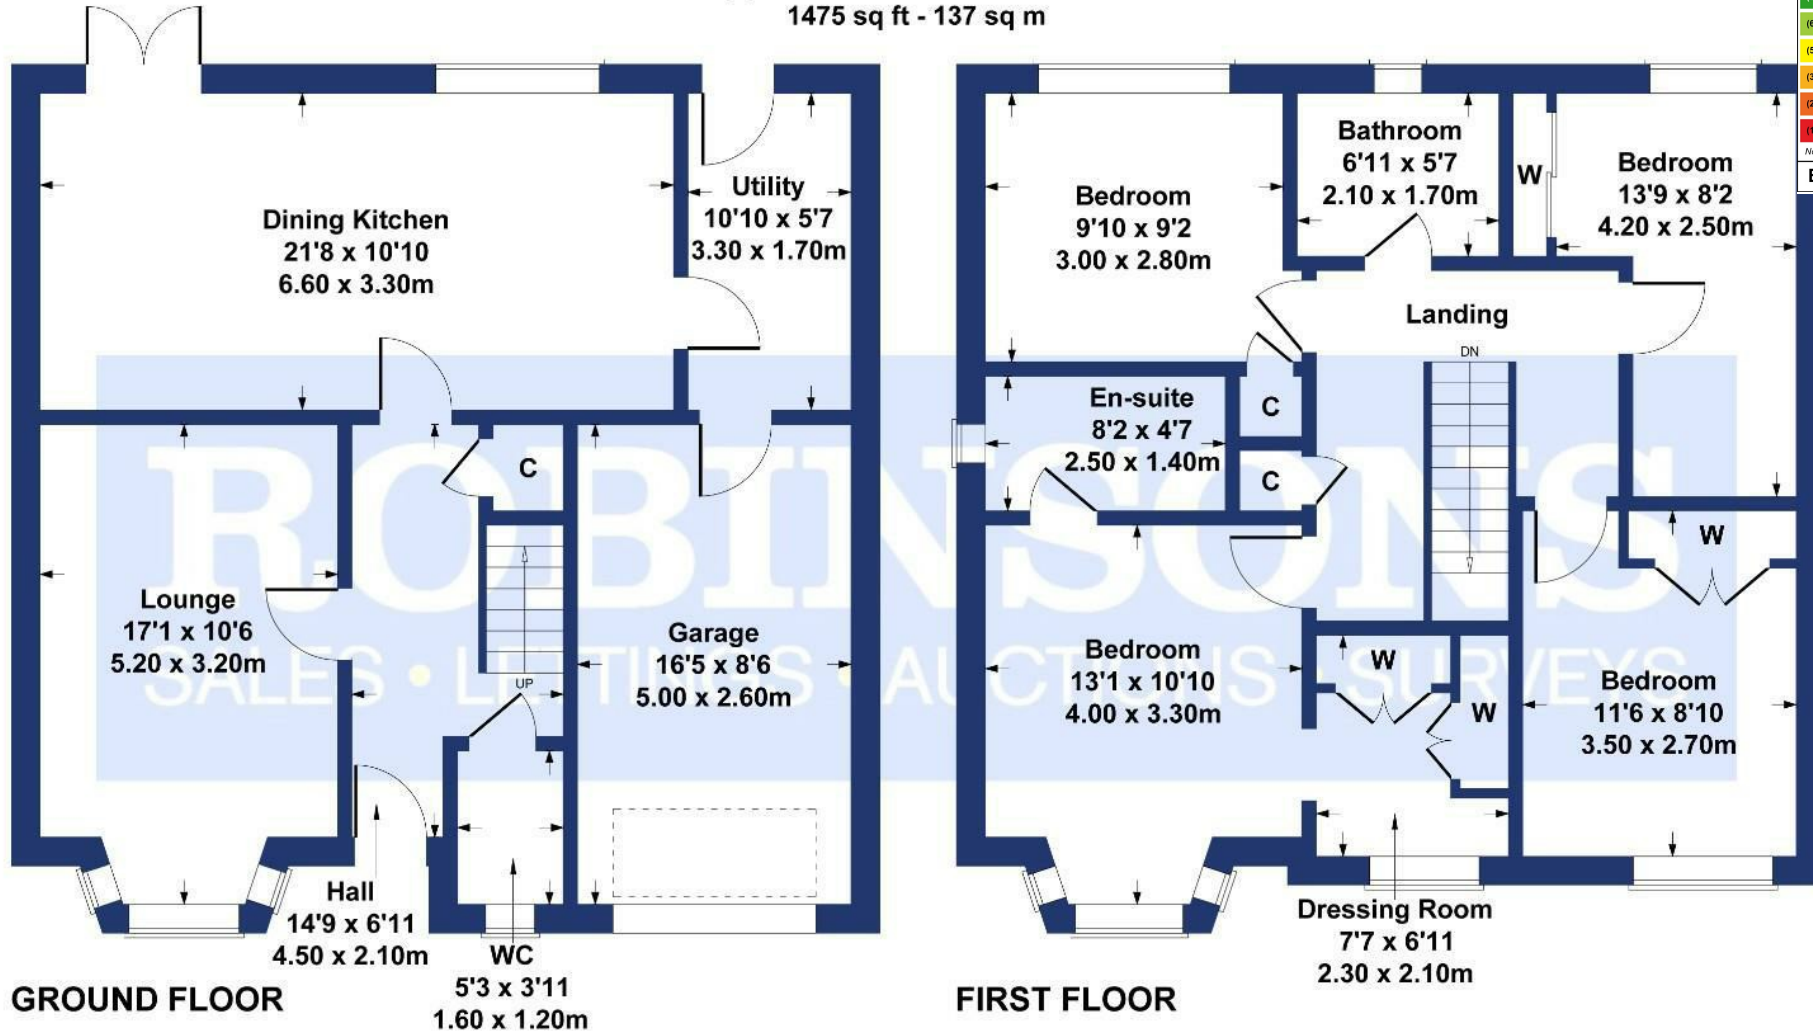 1475 sq ft - 137 sq m
Dining Kitchen
21'8 x 10'10
6.60 x 3.30m
Utility
10'10 x 5'7
3.30 x 1.70m
Lounge
17'1 x 10'6
5.20 x 3.20m
C
UP
Garage
16'5 x 8'6
5.00 x 2.60m
Hall
14'9 x 6'11
4.50 x 2.10m
WC
5'3 x 3'11
1.60 x 1.20m
GROUND FLOOR
Bedroom
9'10 x 9'2
3.00 x 2.80m
Bathroom
6'11 x 5'7
2.10 x 1.70m
W
Bedroom
13'9 x 8'2
4.20 x 2.50m
Landing
DN
En-suite
8'2 x 4'7
2.50 x 1.40m
C
C
W
Bedroom
13'1 x 10'10
4.00 x 3.30m
W
W
Bedroom
11'6 x 8'10
3.50 x 2.70m
Dressing Room
7'7 x 6'11
2.30 x 2.10m
FIRST FLOOR
ROBINSONS
SALES • LETTINGS • AUCTIONS • SURVEYS